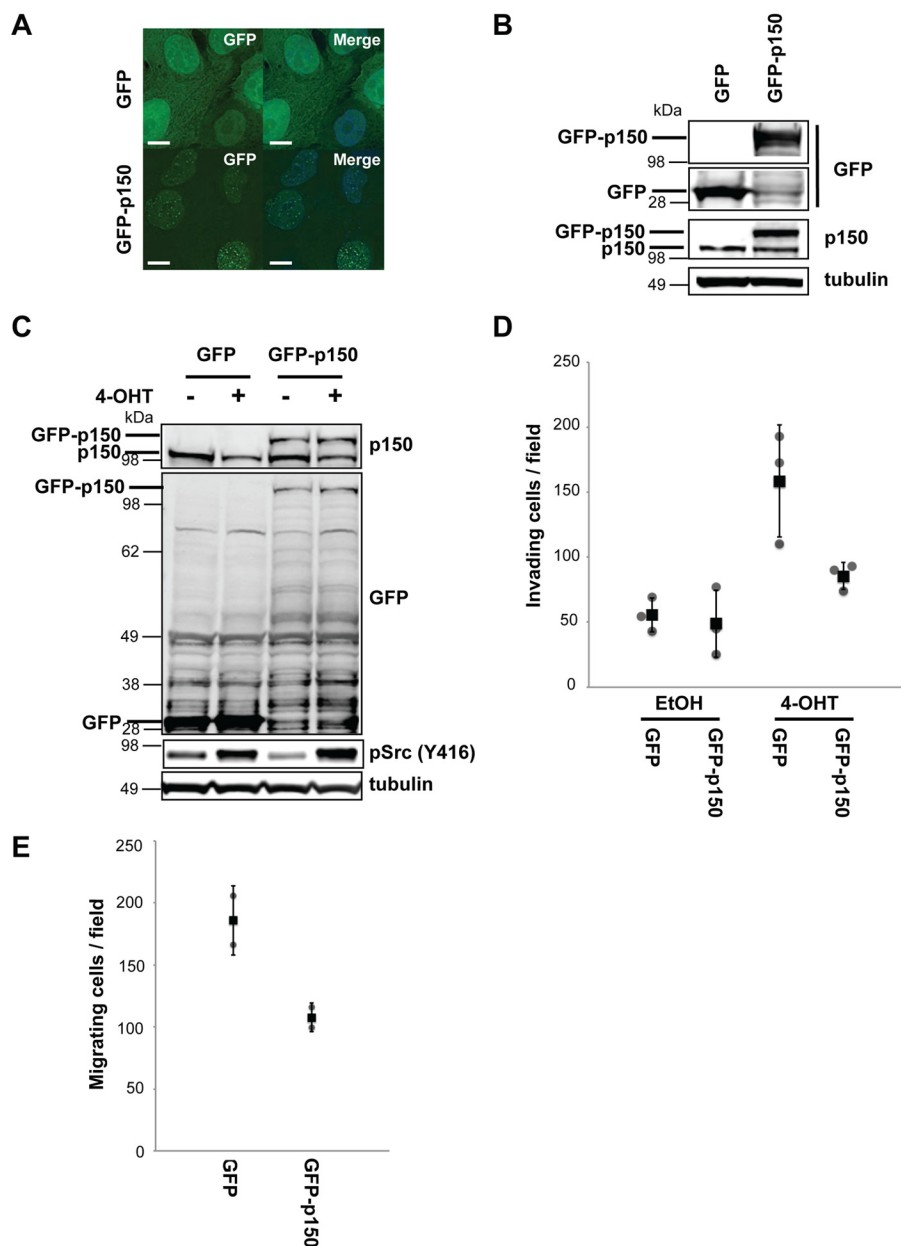 A
GFP
GFP
Merge
GFP-p150
GFP
Merge
B
GFP
GFP-p150
kDa
GFP-p150
98
GFP
28
GFP
GFP-p150
p150
98
p150
49
tubulin
C
GFP
GFP-p150
4-OHT
- + - +
kDa
GFP-p150
p150
98
p150
GFP-p150
98
62
49
38
GFP
28
GFP
98
pSrc (Y416)
49
tubulin
D
Invading cells / field
250
200
150
100
50
0
EtOH
4-OHT
GFP
GFP-p150
GFP
GFP-p150
E
Migrating cells / field
250
200
150
100
50
0
GFP
GFP-p150